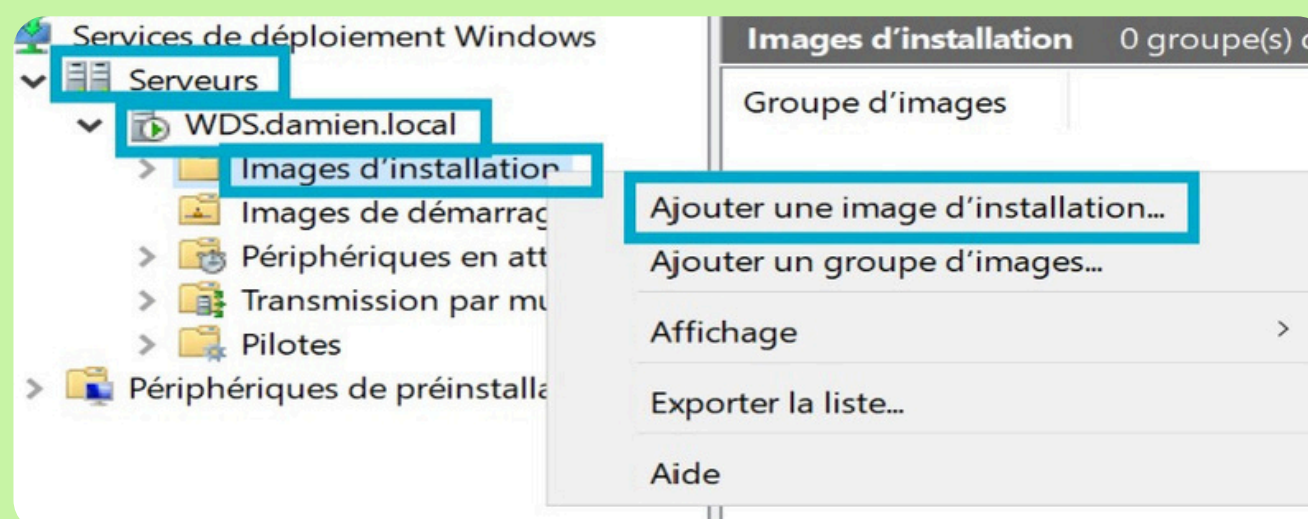 Services de déploiement Windows
Serveurs
WDS.damien.local
Images d'installation
Images de démarrag
Périphériques en att
Transmission par mu
Pilotes
Périphériques de préinstalla
Images d'installation 0 groupe(s)
Groupe d'images
Ajouter une image d'installation...
Ajouter un groupe d'images...
Affichage
Exporter la liste...
Aide